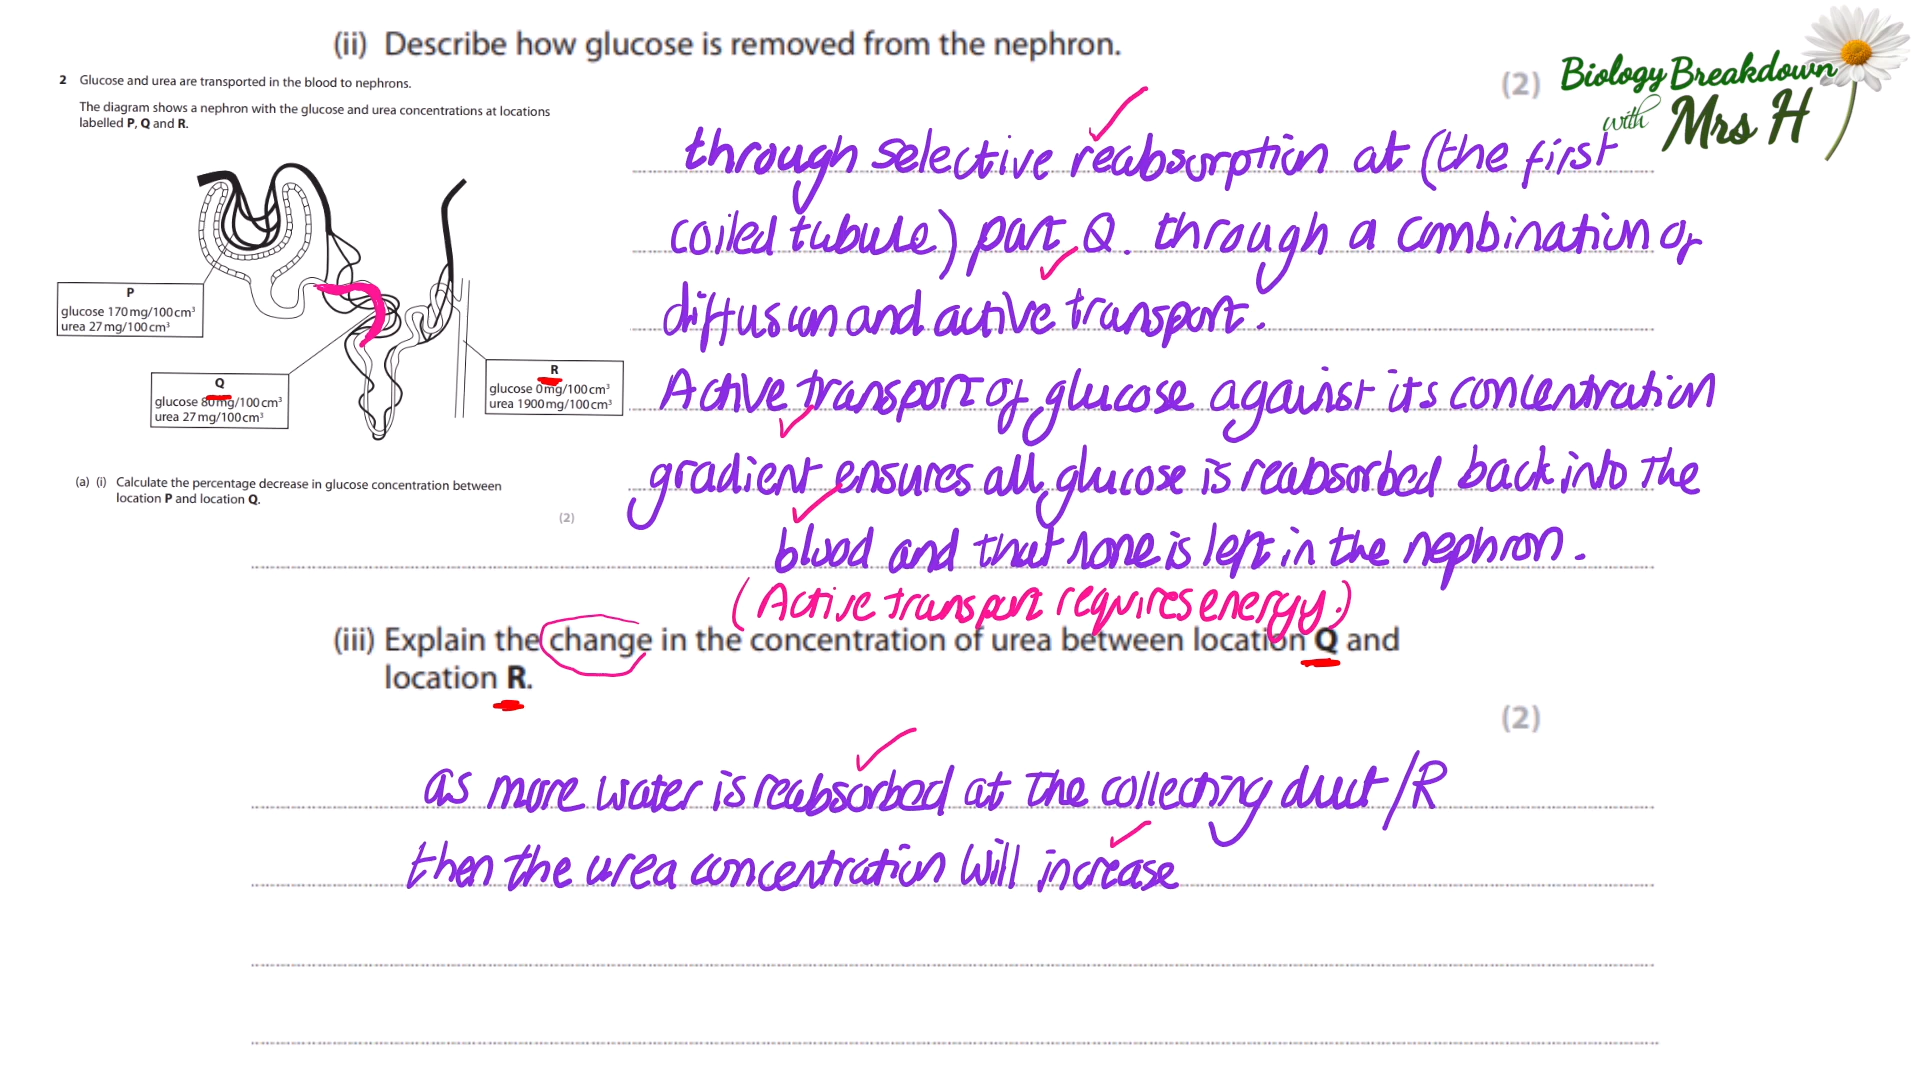 (ii) Describe how glucose is removed from the nephron.
(2)
Biology Breakdown
with Mrs H
2 Glucose and urea are transported in the blood to nephrons.
The diagram shows a nephron with the glucose and urea concentrations at locations
labelled P, Q and R.
P
glucose 170 mg/100 cm³
urea 27 mg/100 cm³
Q
glucose 80 mg/100 cm³
urea 27 mg/100 cm³
R
glucose 0 mg/100 cm³
urea 1900 mg/100 cm³
(a) (i) Calculate the percentage decrease in glucose concentration between
location P and location Q.
(2)
through selective reabsorption at (the first
coiled tubule) part Q. through a combination of
diffusion and active transport.
Active transport of glucose against its concentration
gradient ensures all glucose is reabsorbed back into the
blood and that none is left in the nephron.
(Active transport requires energy.)
(iii) Explain the change in the concentration of urea between location Q and
location R.
(2)
as more water is reabsorbed at the collecting duct/R
then the urea concentration will increase